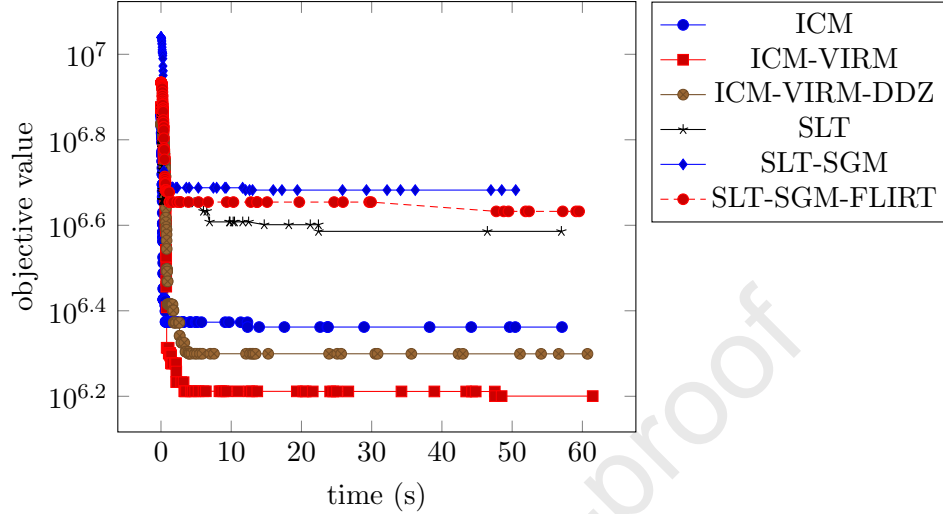 10^7
10^6.8
10^6.6
10^6.4
10^6.2
objective value
0 10 20 30 40 50 60
time (s)
ICM
ICM-VIRM
ICM-VIRM-DDZ
SLT
SLT-SGM
SLT-SGM-FLIRT
-proof